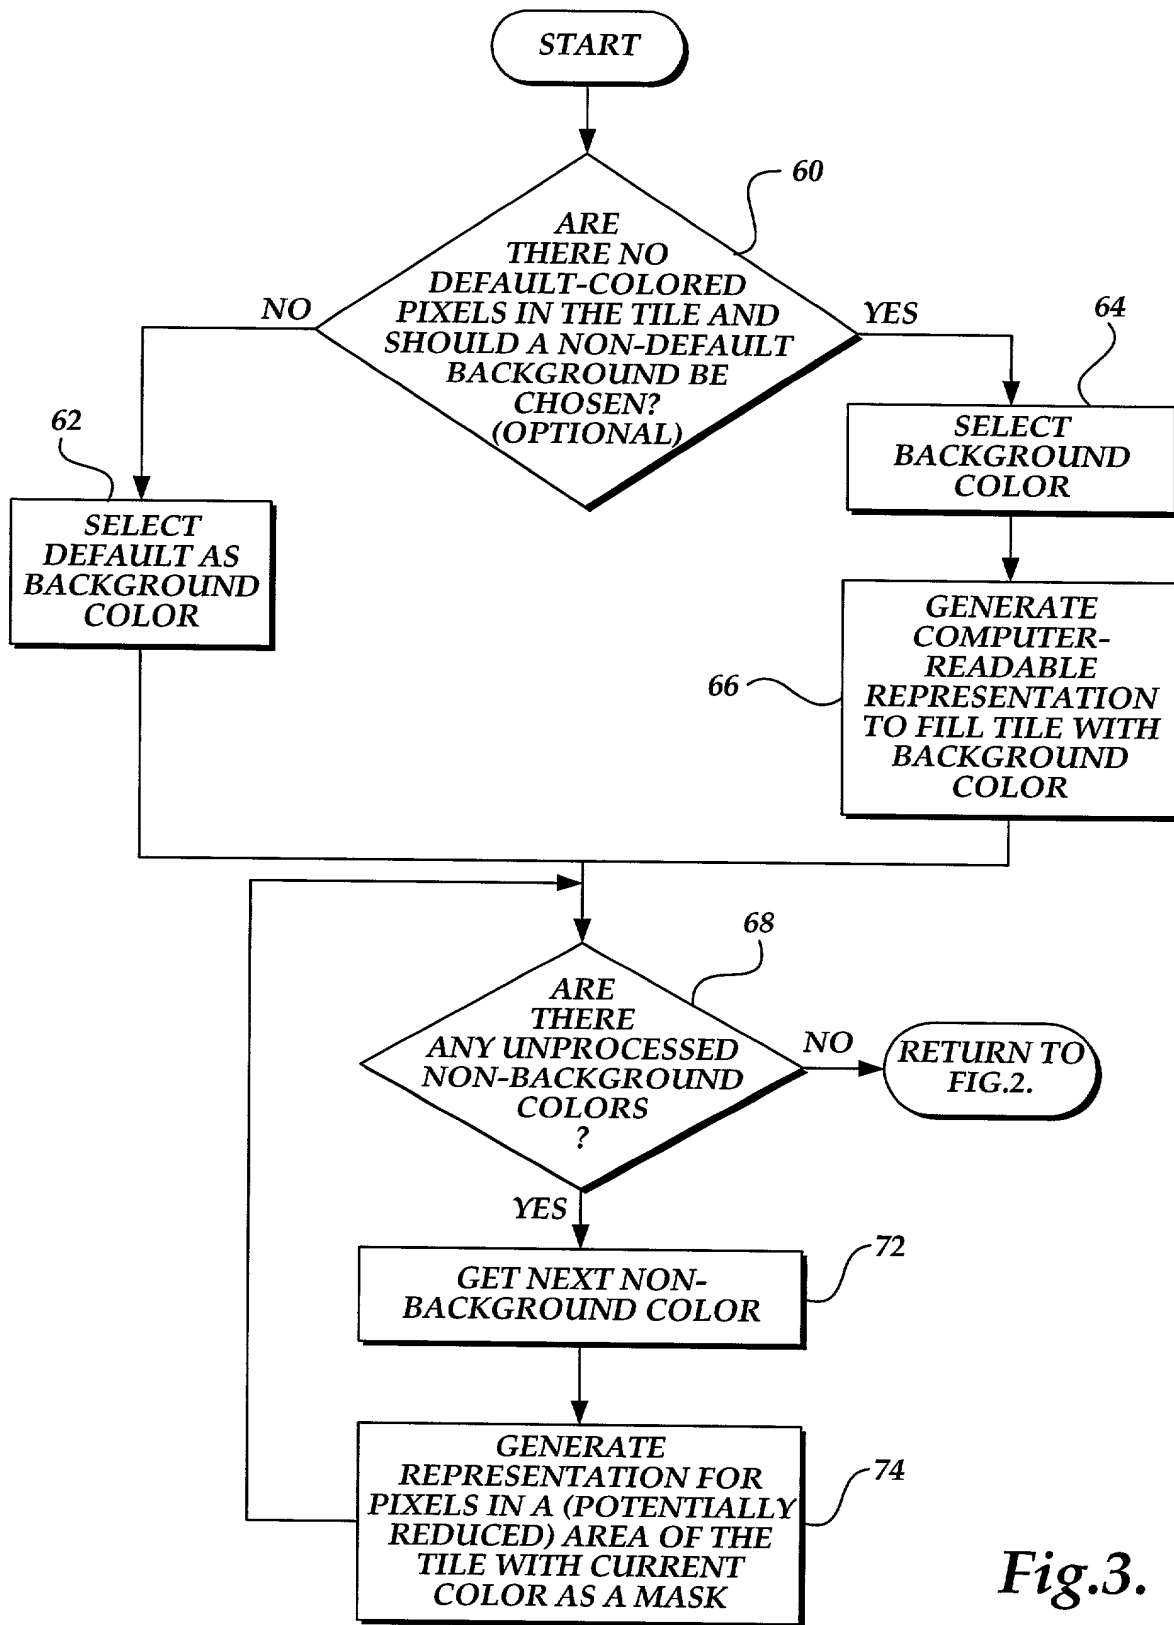 START
60
ARE
THERE NO
DEFAULT-COLORED
PIXELS IN THE TILE AND
SHOULD A NON-DEFAULT
BACKGROUND BE
CHOSEN?
(OPTIONAL)
NO
YES
62
SELECT
DEFAULT AS
BACKGROUND
COLOR
64
SELECT
BACKGROUND
COLOR
66
GENERATE
COMPUTER-
READABLE
REPRESENTATION
TO FILL TILE WITH
BACKGROUND
COLOR
68
ARE
THERE
ANY UNPROCESSED
NON-BACKGROUND
COLORS
?
NO
RETURN TO
FIG.2.
YES
72
GET NEXT NON-
BACKGROUND COLOR
74
GENERATE
REPRESENTATION FOR
PIXELS IN A (POTENTIALLY
REDUCED) AREA OF THE
TILE WITH CURRENT
COLOR AS A MASK
Fig.3.